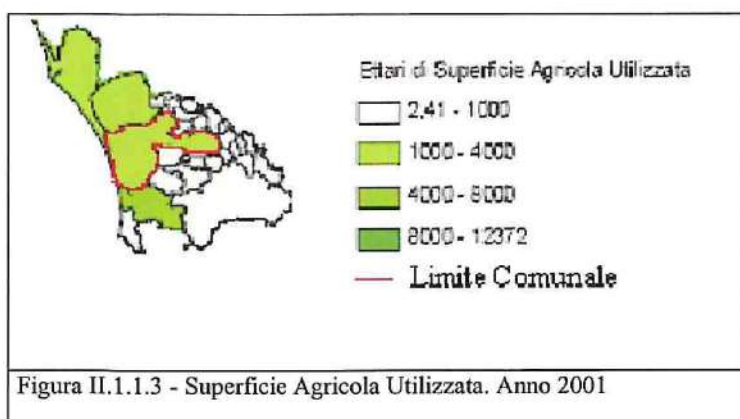 Ettari di Superficie Agricola Utilizzata
2,41 - 1000
1000 - 4000
4000 - 8000
8000 - 12372
Limite Comunale
Figura II.1.1.3 - Superficie Agricola Utilizzata. Anno 2001